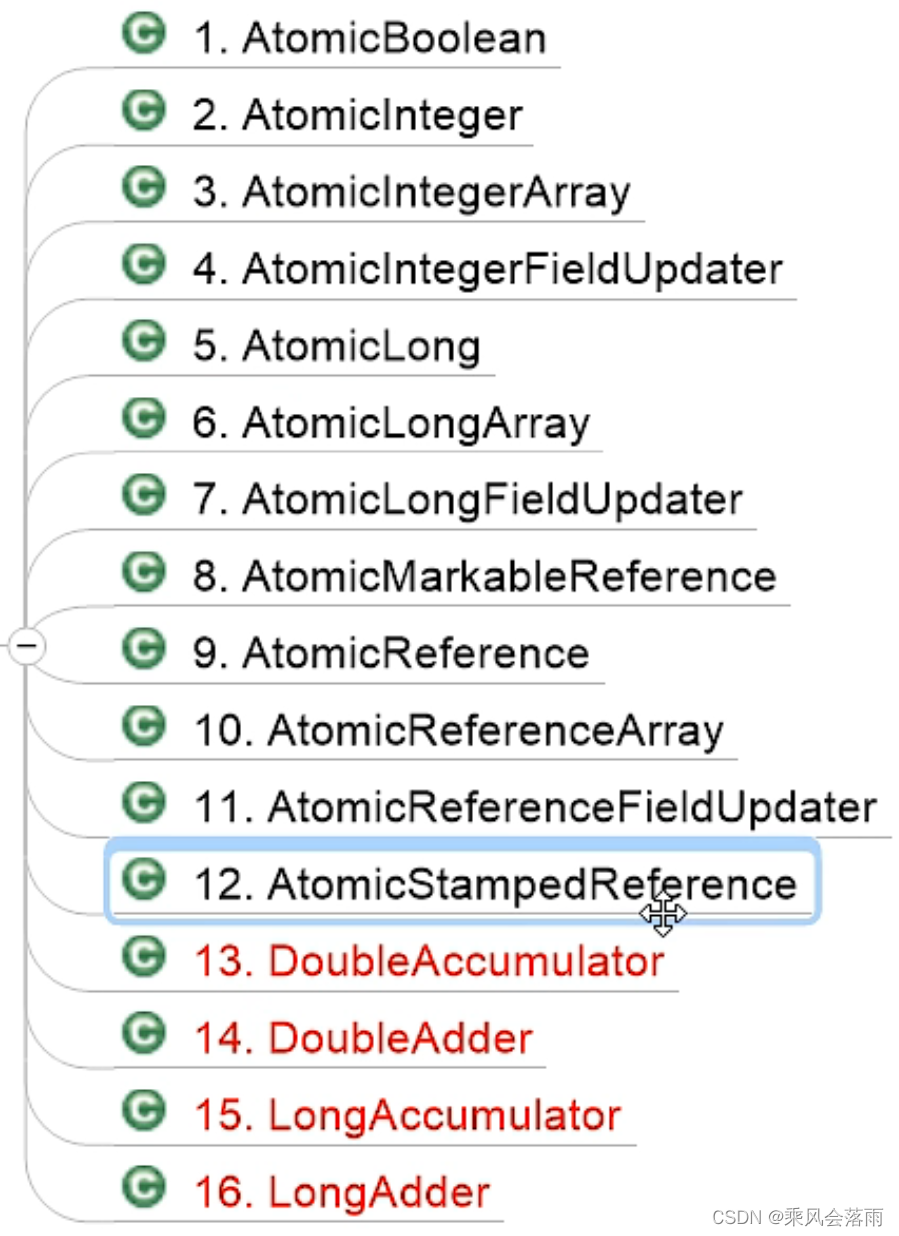 1. AtomicBoolean
2. AtomicInteger
3. AtomicIntegerArray
4. AtomicIntegerFieldUpdater
5. AtomicLong
6. AtomicLongArray
7. AtomicLongFieldUpdater
8. AtomicMarkableReference
9. AtomicReference
10. AtomicReferenceArray
11. AtomicReferenceFieldUpdater
12. AtomicStampedReference
13. DoubleAccumulator
14. DoubleAdder
15. LongAccumulator
16. LongAdder
CSDN @乘风会落雨